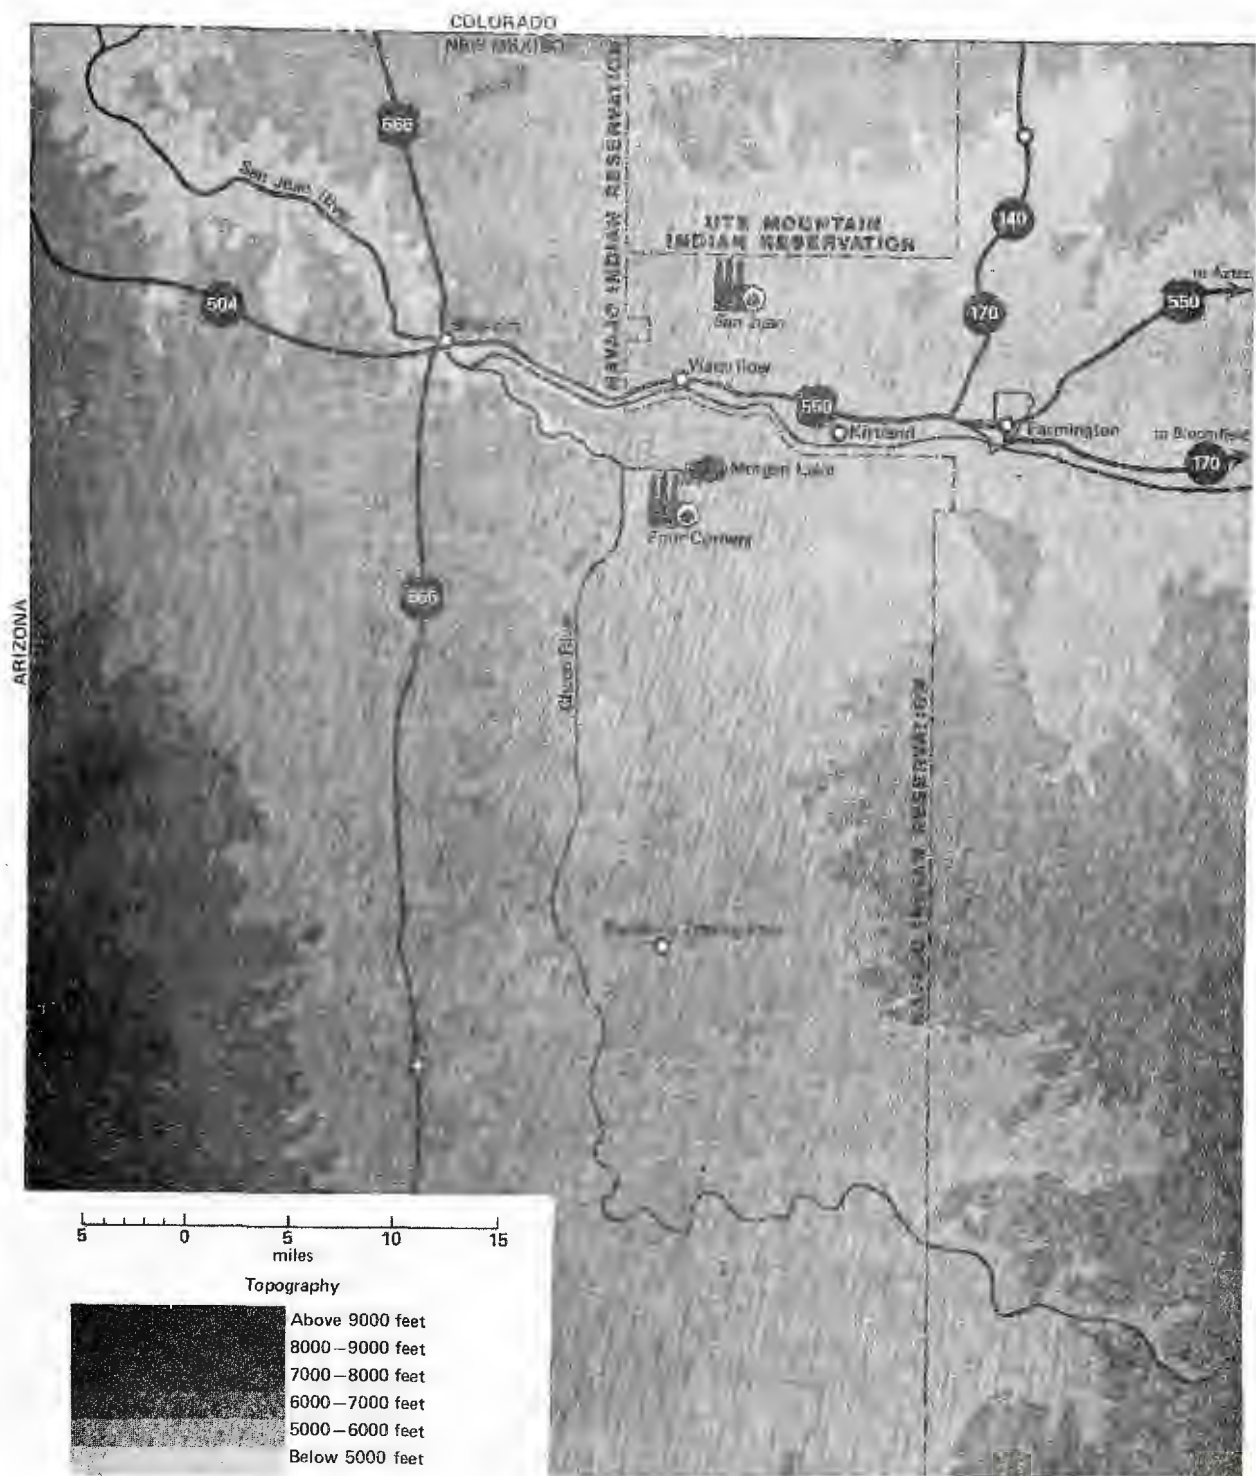 COLORADO
NEW MEXICO
666
San Juan River
NAVAJO INDIAN RESERVATION
UTE MOUNTAIN
INDIAN RESERVATION
140
to Aztec
504
San Juan
170
550
Waterflow
550
Kirtland
Farmington
to Bloomfield
170
Morgan Lake
Four Corners
666
ARIZONA
Chaco River
NAVAJO INDIAN RESERVATION
5 0 5 10 15
miles
Topography
Above 9000 feet
8000–9000 feet
7000–8000 feet
6000–7000 feet
5000–6000 feet
Below 5000 feet